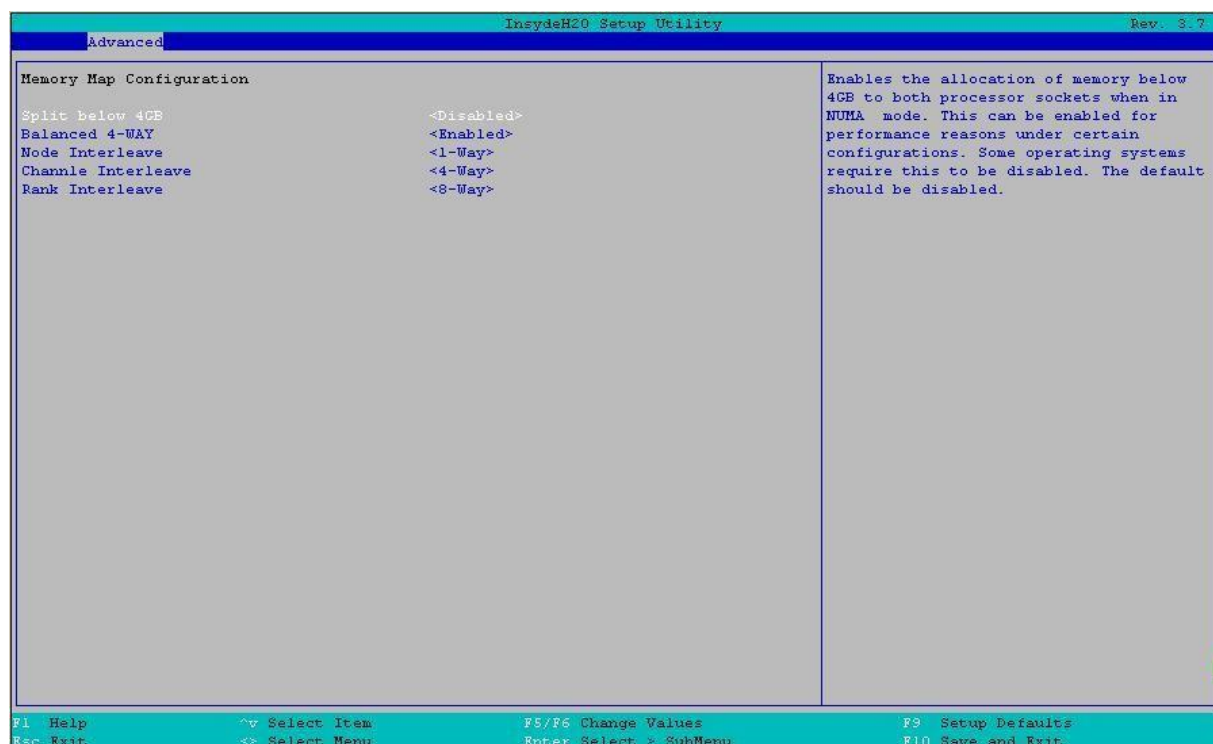 InsydeH2O Setup Utility Rev. 3.7
Advanced
Memory Map Configuration
Split below 4GB <Disabled>
Balanced 4-WAY <Enabled>
Node Interleave <1-Way>
Channle Interleave <4-Way>
Rank Interleave <8-Way>
Enables the allocation of memory below
4GB to both processor sockets when in
NUMA mode. This can be enabled for
performance reasons under certain
configurations. Some operating systems
require this to be disabled. The default
should be disabled.
F1 Help ^v Select Item F5/F6 Change Values F9 Setup Defaults
Esc Exit <> Select Menu Enter Select > SubMenu F10 Save and Exit